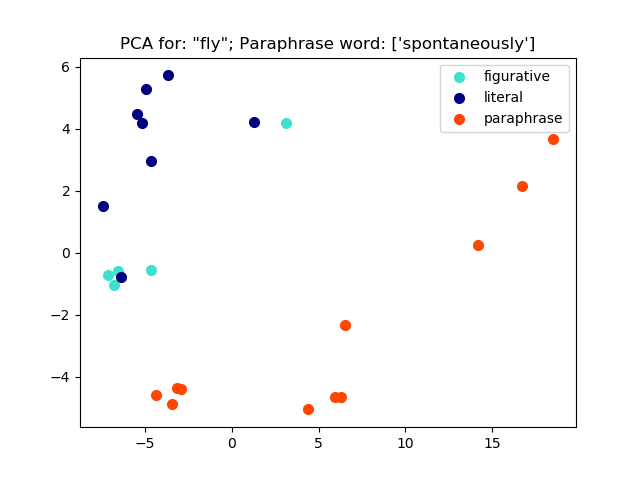 PCA for: "fly"; Paraphrase word: ['spontaneously']
figurative
literal
paraphrase
6
4
2
0
−2
−4
−5
0
5
10
15